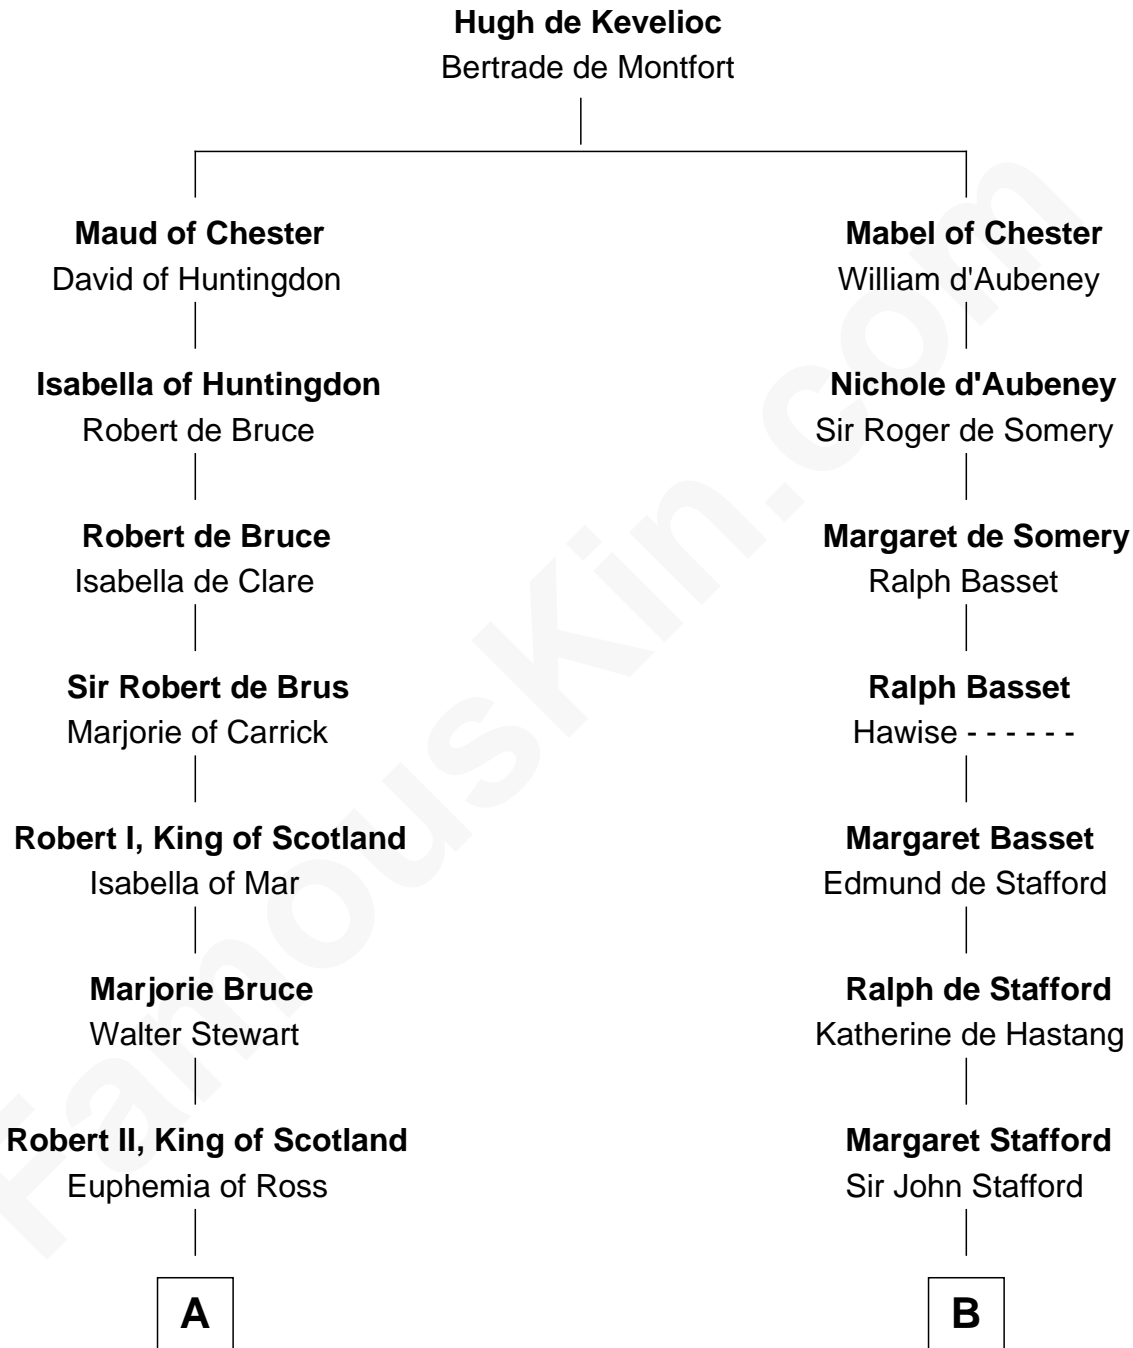 Hugh de Kevelioc
Bertrade de Montfort
Maud of Chester
David of Huntingdon
Isabella of Huntingdon
Robert de Bruce
Robert de Bruce
Isabella de Clare
Sir Robert de Brus
Marjorie of Carrick
Robert I, King of Scotland
Isabella of Mar
Marjorie Bruce
Walter Stewart
Robert II, King of Scotland
Euphemia of Ross
A
Mabel of Chester
William d'Aubeney
Nichole d'Aubeney
Sir Roger de Somery
Margaret de Somery
Ralph Basset
Ralph Basset
Hawise - - - - - -
Margaret Basset
Edmund de Stafford
Ralph de Stafford
Katherine de Hastang
Margaret Stafford
Sir John Stafford
B
FamousKin.com